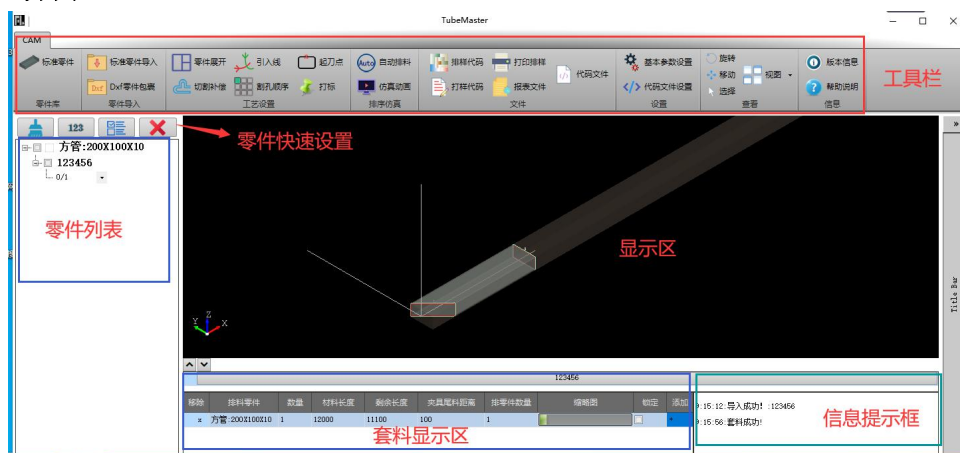 TubeMaster
CAM
标准零件
标准零件导入
零件展开
引入线
起刀点
自动排料
排样代码
打印排样
代码文件
基本参数设置
旋转
移动
选择
视图
版本信息
Dxf零件包裹
切割补偿
割孔顺序
打标
仿真动画
打样代码
报表文件
代码文件设置
帮助说明
零件库
零件导入
工艺设置
排序仿真
文件
设置
查看
信息
工具栏
123
零件快速设置
方管:200X100X10
123456
0/1
零件列表
显示区
Z
Y
X
Title Bar
123456
移除 排料零件 数量 材料长度 剩余长度 夹具尾料距离 排零件数量 缩略图 锁定 添加
x 方管:200X100X10 1 12000 11100 100 1
套料显示区
:15:12:导入成功! :123456
:15:56:套料成功!
信息提示框